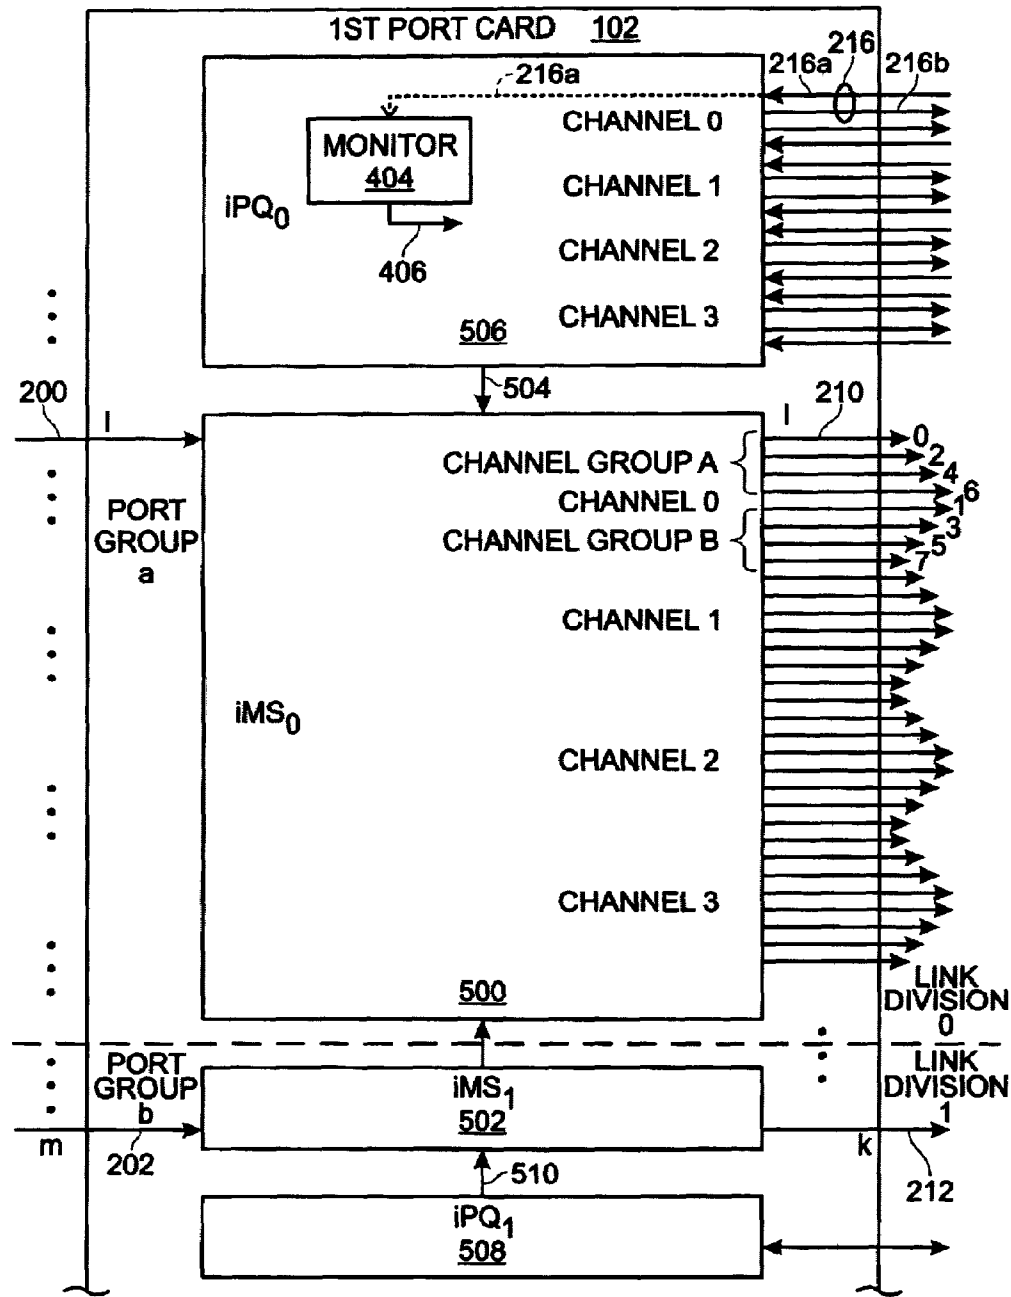 1ST PORT CARD 102
216
216a
216a
216b
CHANNEL 0
MONITOR
404
CHANNEL 1
iPQ0
CHANNEL 2
406
CHANNEL 3
506
504
200
l
l
210
0
CHANNEL GROUP A
2
4
6
CHANNEL 0
1
PORT
GROUP
a
CHANNEL GROUP B
3
5
7
CHANNEL 1
iMS0
CHANNEL 2
CHANNEL 3
500
LINK
DIVISION
0
PORT
GROUP
b
iMS1
502
LINK
DIVISION
1
m
202
k
212
510
iPQ1
508